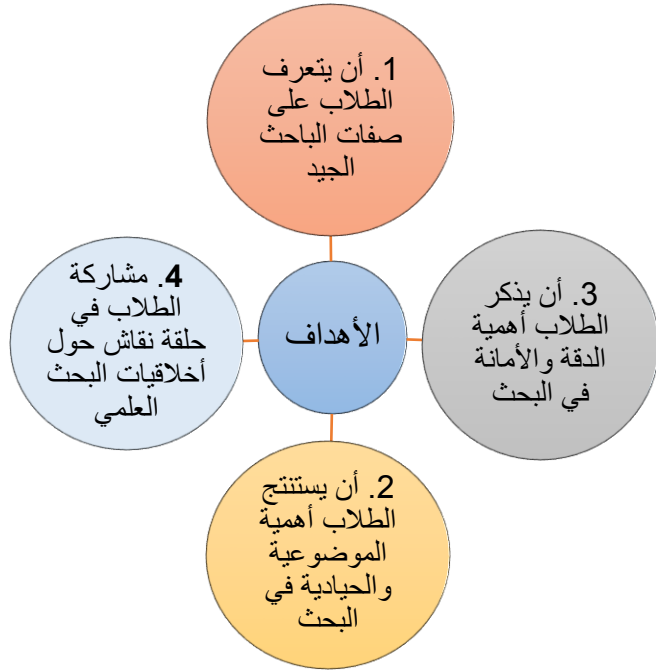 1. أن يتعرف
الطلاب على
صفات الباحث
الجيد
3. أن يذكر
الطلاب أهمية
الدقة والأمانة
في البحث
الأهداف
4. مشاركة
الطلاب في
حلقة نقاش حول
أخلاقيات البحث
العلمي
2. أن يستنتج
الطلاب أهمية
الموضوعية
والحيادية في
البحث